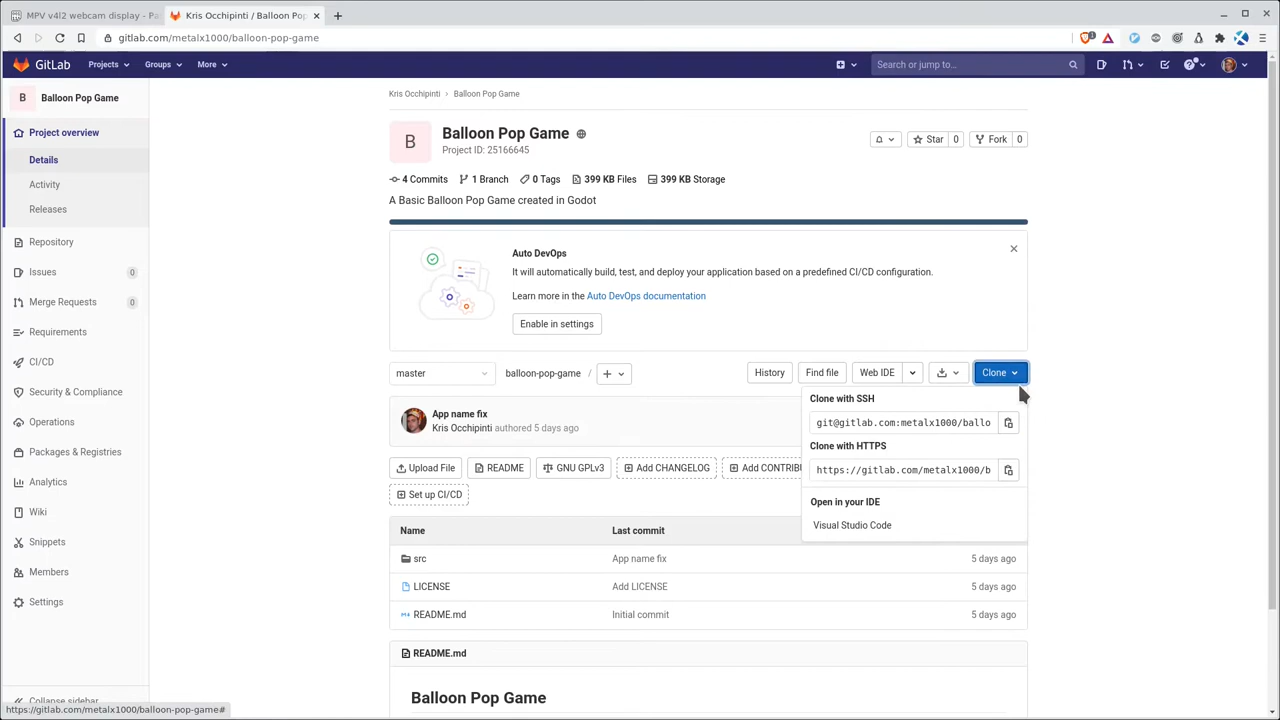 MPV v4l2 webcam display - Pa
Kris Occhipinti / Balloon Pop
gitlab.com/metalx1000/balloon-pop-game
1
GitLab
Projects
Groups
More
Search or jump to...
B
Balloon Pop Game
Project overview
Details
Activity
Releases
Repository
Issues
0
Merge Requests
0
Requirements
CI/CD
Security & Compliance
Operations
Packages & Registries
Analytics
Wiki
Snippets
Members
Settings
Collapse sidebar
https://gitlab.com/metalx1000/balloon-pop-game#
Kris Occhipinti > Balloon Pop Game
B
Balloon Pop Game
Project ID: 25166645
Star 0
Fork 0
4 Commits 1 Branch 0 Tags 399 KB Files 399 KB Storage
A Basic Balloon Pop Game created in Godot
Auto DevOps
It will automatically build, test, and deploy your application based on a predefined CI/CD configuration.
Learn more in the Auto DevOps documentation
Enable in settings
master
balloon-pop-game /
History
Find file
Web IDE
Clone
App name fix
Kris Occhipinti authored 5 days ago
Clone with SSH
git@gitlab.com:metalx1000/ballo
Clone with HTTPS
https://gitlab.com/metalx1000/b
Open in your IDE
Visual Studio Code
Upload File
README
GNU GPLv3
Add CHANGELOG
Add CONTRIB
Set up CI/CD
Name Last commit
src App name fix 5 days ago
LICENSE Add LICENSE 5 days ago
README.md Initial commit 5 days ago
README.md
Balloon Pop Game